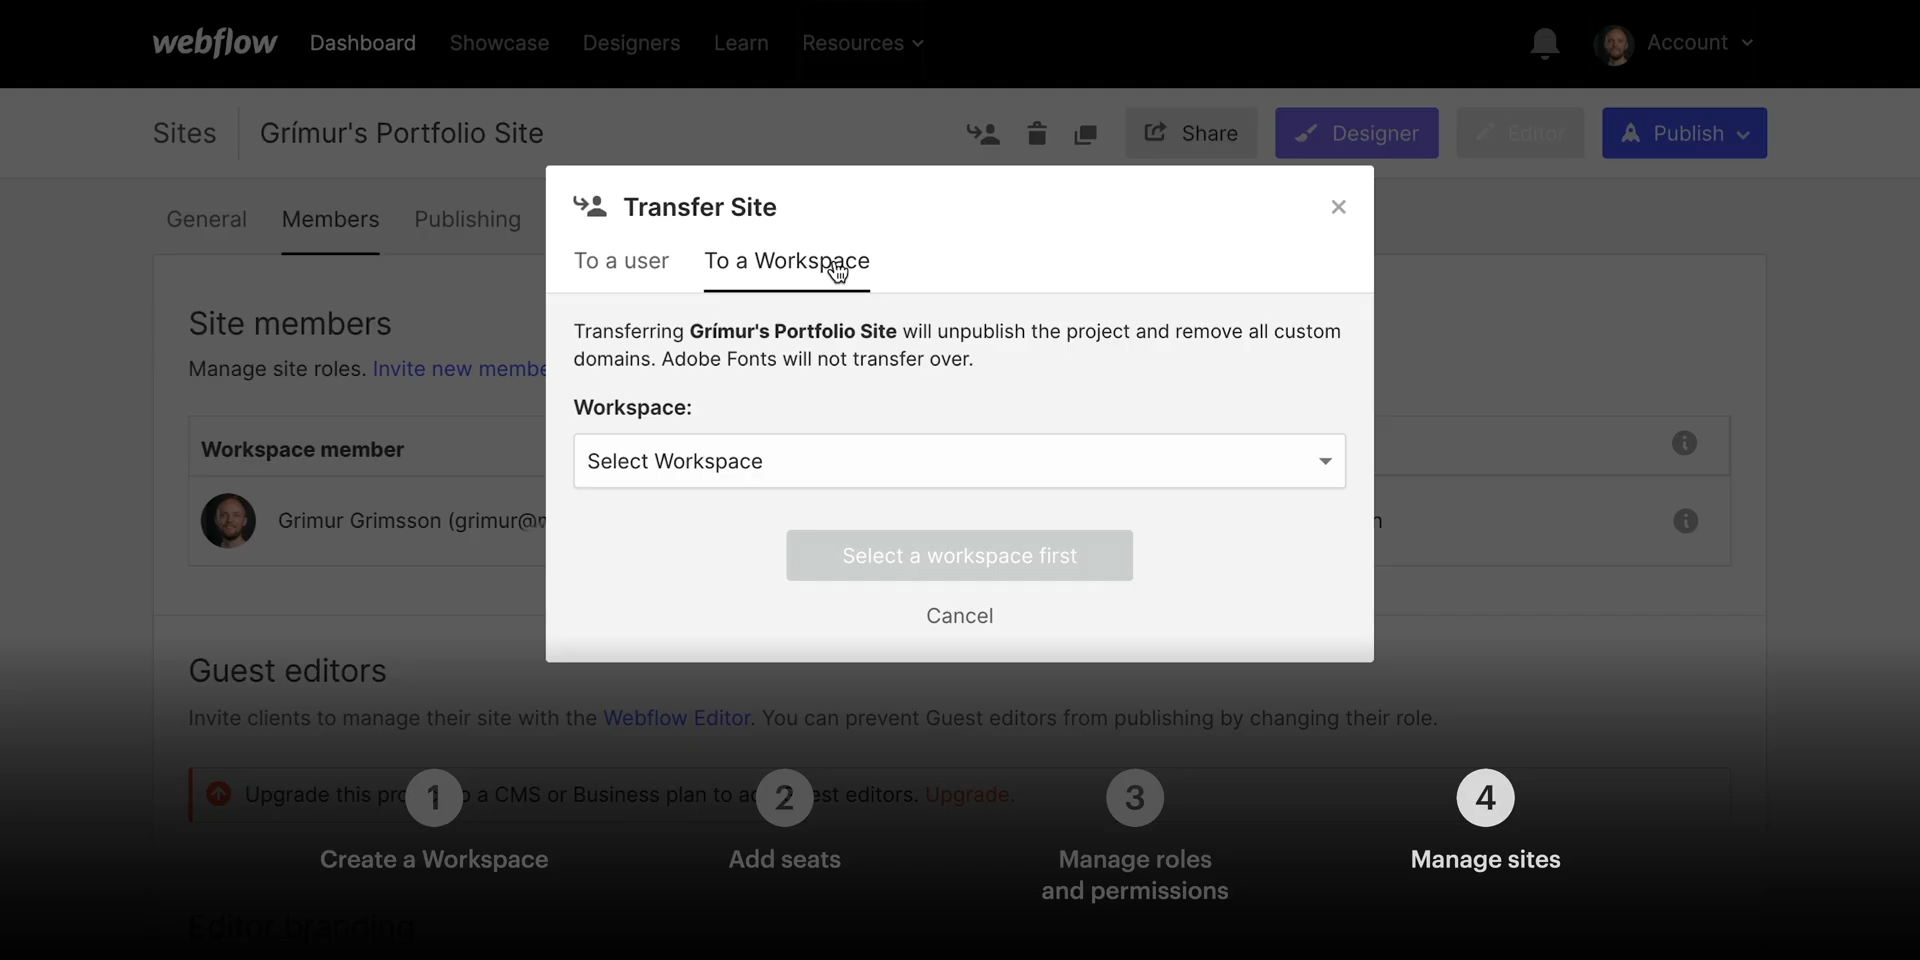 webflow Dashboard Showcase Designers Learn Resources Account
Sites Grímur's Portfolio Site Share Designer Editor Publish
General Members Publishing
Transfer Site
To a user To a Workspace
Transferring Grímur's Portfolio Site will unpublish the project and remove all custom
domains. Adobe Fonts will not transfer over.
Workspace:
Select Workspace
Select a workspace first
Cancel
Site members
Manage site roles. Invite new membe
Workspace member
Grimur Grimsson (grimur@
Guest editors
Invite clients to manage their site with the Webflow Editor. You can prevent Guest editors from publishing by changing their role.
Upgrade this pro o a CMS or Business plan to a est editors. Upgrade.
1 2 3 4
Create a Workspace Add seats Manage roles Manage sites
and permissions
Editor branding